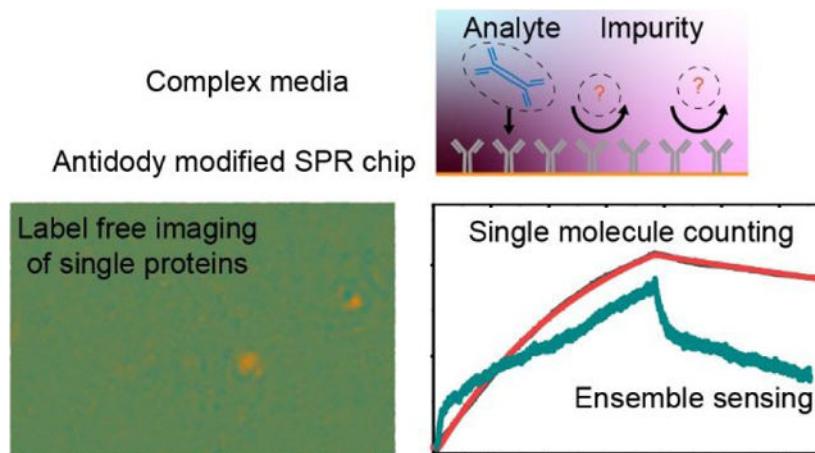 Analyte Impurity
Complex media
? ?
Antidody modified SPR chip
Label free imaging
of single proteins
Single molecule counting
Ensemble sensing